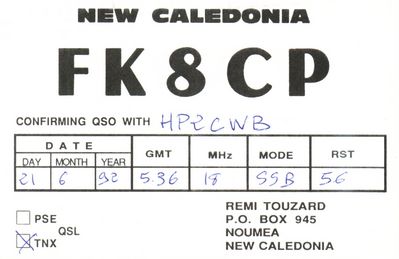 NEW CALEDONIA
FK8CP
CONFIRMING QSO WITH HP2CWB
DATE
DAY MONTH YEAR GMT MHz MODE RST
21 6 92 5.36 18 SSB 56
PSE REMI TOUZARD
QSL P.O. BOX 945
TNX NOUMEA
NEW CALEDONIA